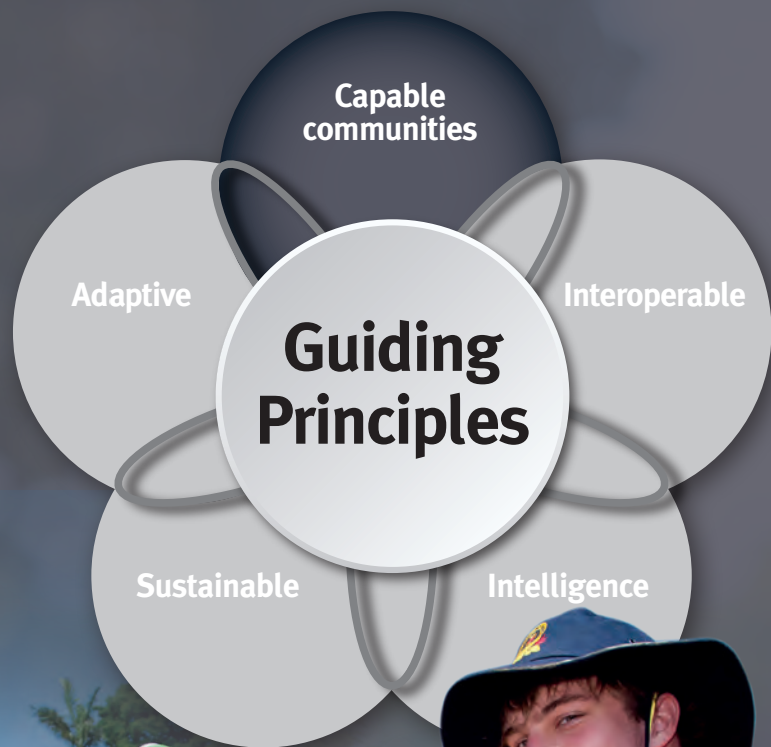 Capable
communities
Adaptive
Interoperable
Guiding
Principles
Sustainable
Intelligence